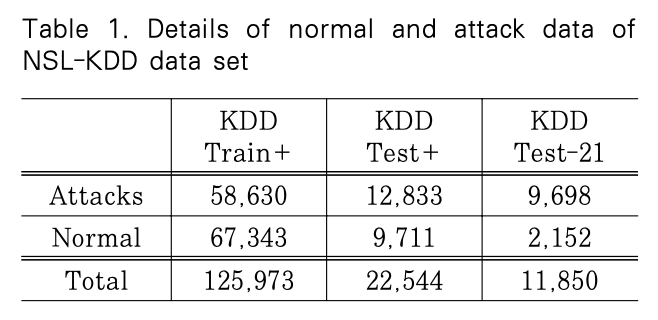 Table 1. Details of normal and attack data of
NSL-KDD data set
KDD Train+ KDD Test+ KDD Test-21
Attacks 58,630 12,833 9,698
Normal 67,343 9,711 2,152
Total 125,973 22,544 11,850